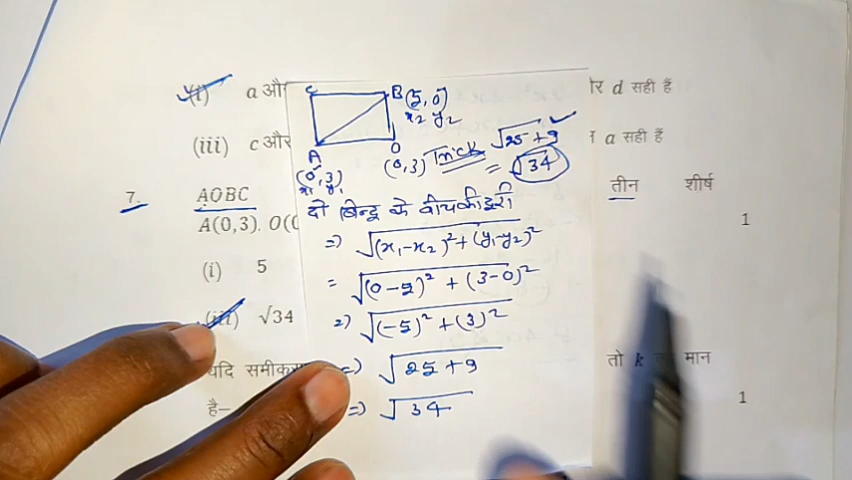 (i) a और
ोर d सही हैं
(iii) c और
न a सही हैं
C
B (5, 0)
x₂ y₂
A
(0, 3)
x₁ y₁
O
(0, 3)
Trick √25 + 9
= √34
7. AOBC
तीन शीर्ष
A(0,3). O(0
1
(i) 5
(iii) √34
दो बिन्दु के बीच की दूरी
=) √(x₁-x₂)² + (y₁-y₂)²
= √(0-5)² + (3-0)²
=) √(-5)² + (3)²
=) √25 + 9
=) √34
यदि समीकरण
तो k मान
है–
1